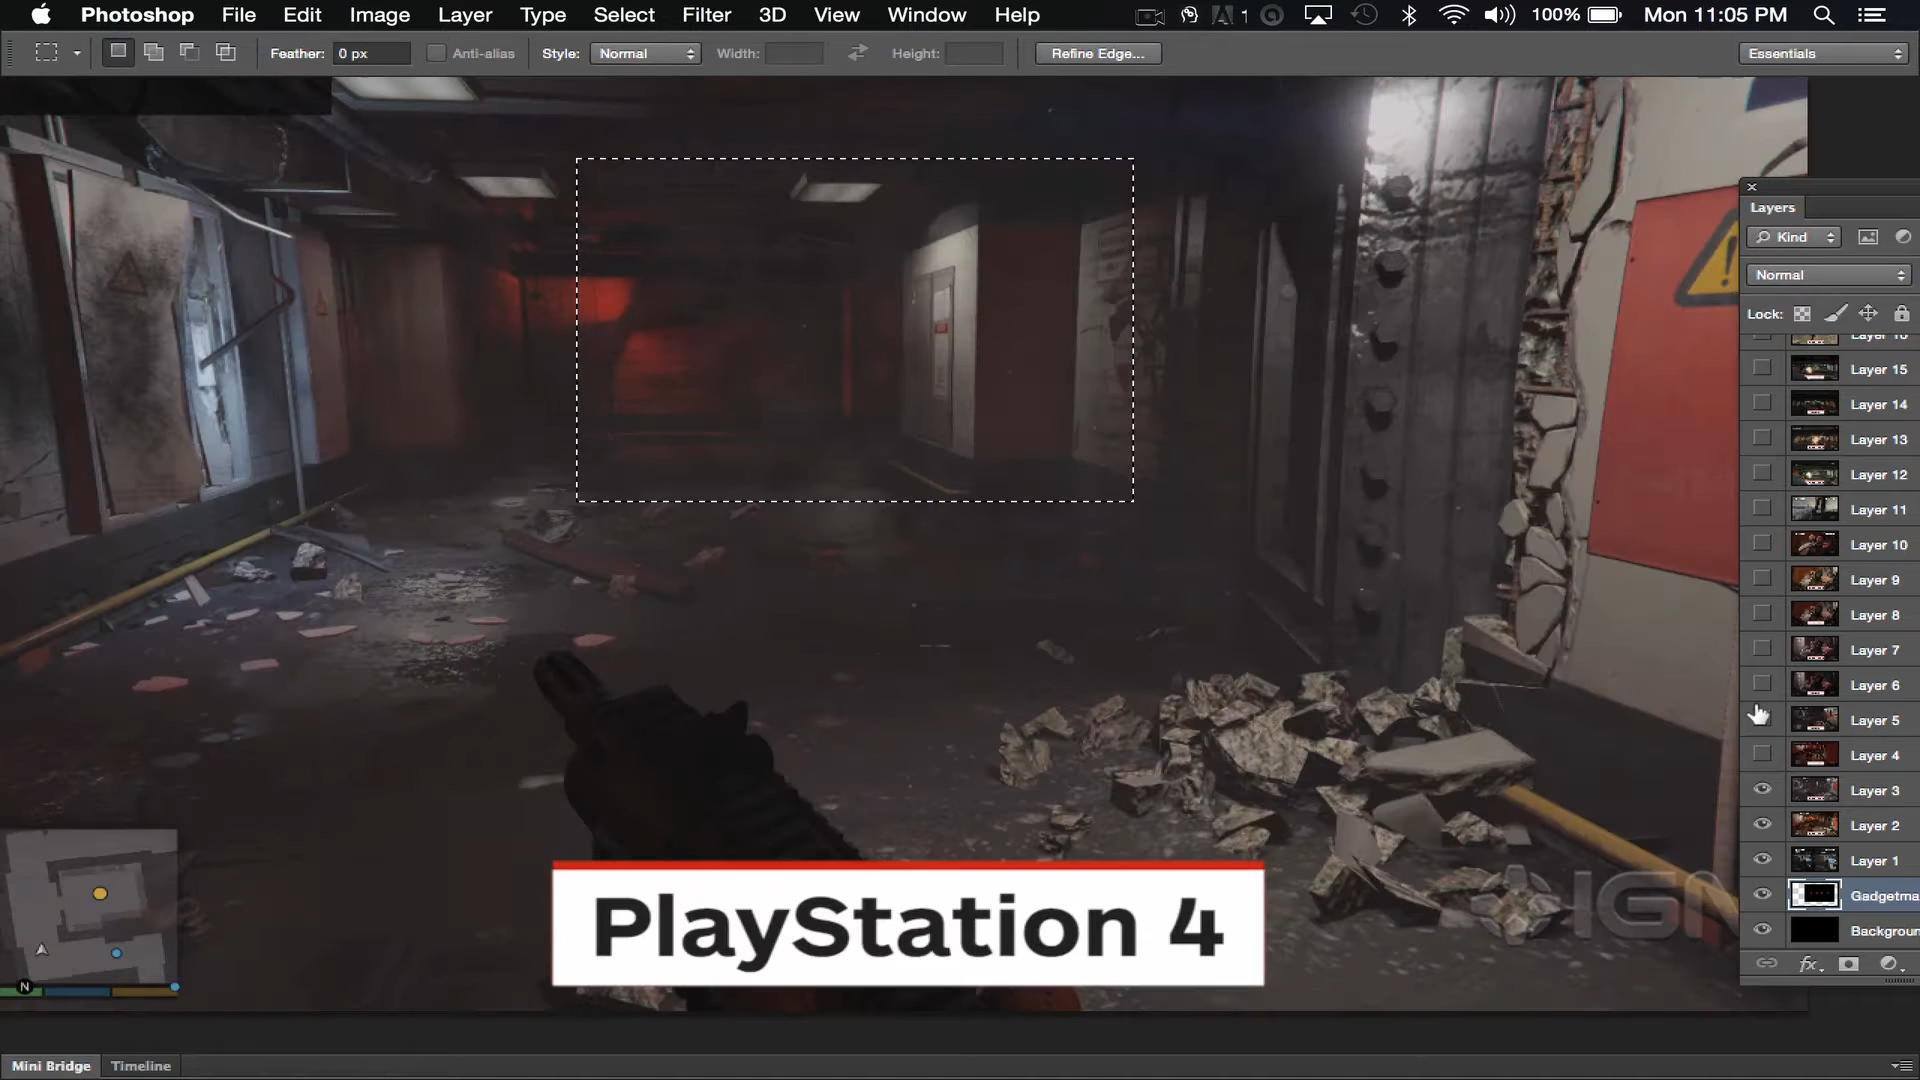 Photoshop File Edit Image Layer Type Select Filter 3D View Window Help 1 100% Mon 11:05 PM
Feather: 0 px Anti-alias Style: Normal Width: Height: Refine Edge... Essentials
Layers
Kind
Normal
Lock:
Layer 15
Layer 14
Layer 13
Layer 12
Layer 11
Layer 10
Layer 9
Layer 8
Layer 7
Layer 6
Layer 5
Layer 4
Layer 3
Layer 2
Layer 1
Gadgetma
Backgroun
fx
IGN
PlayStation 4
N
Mini Bridge Timeline